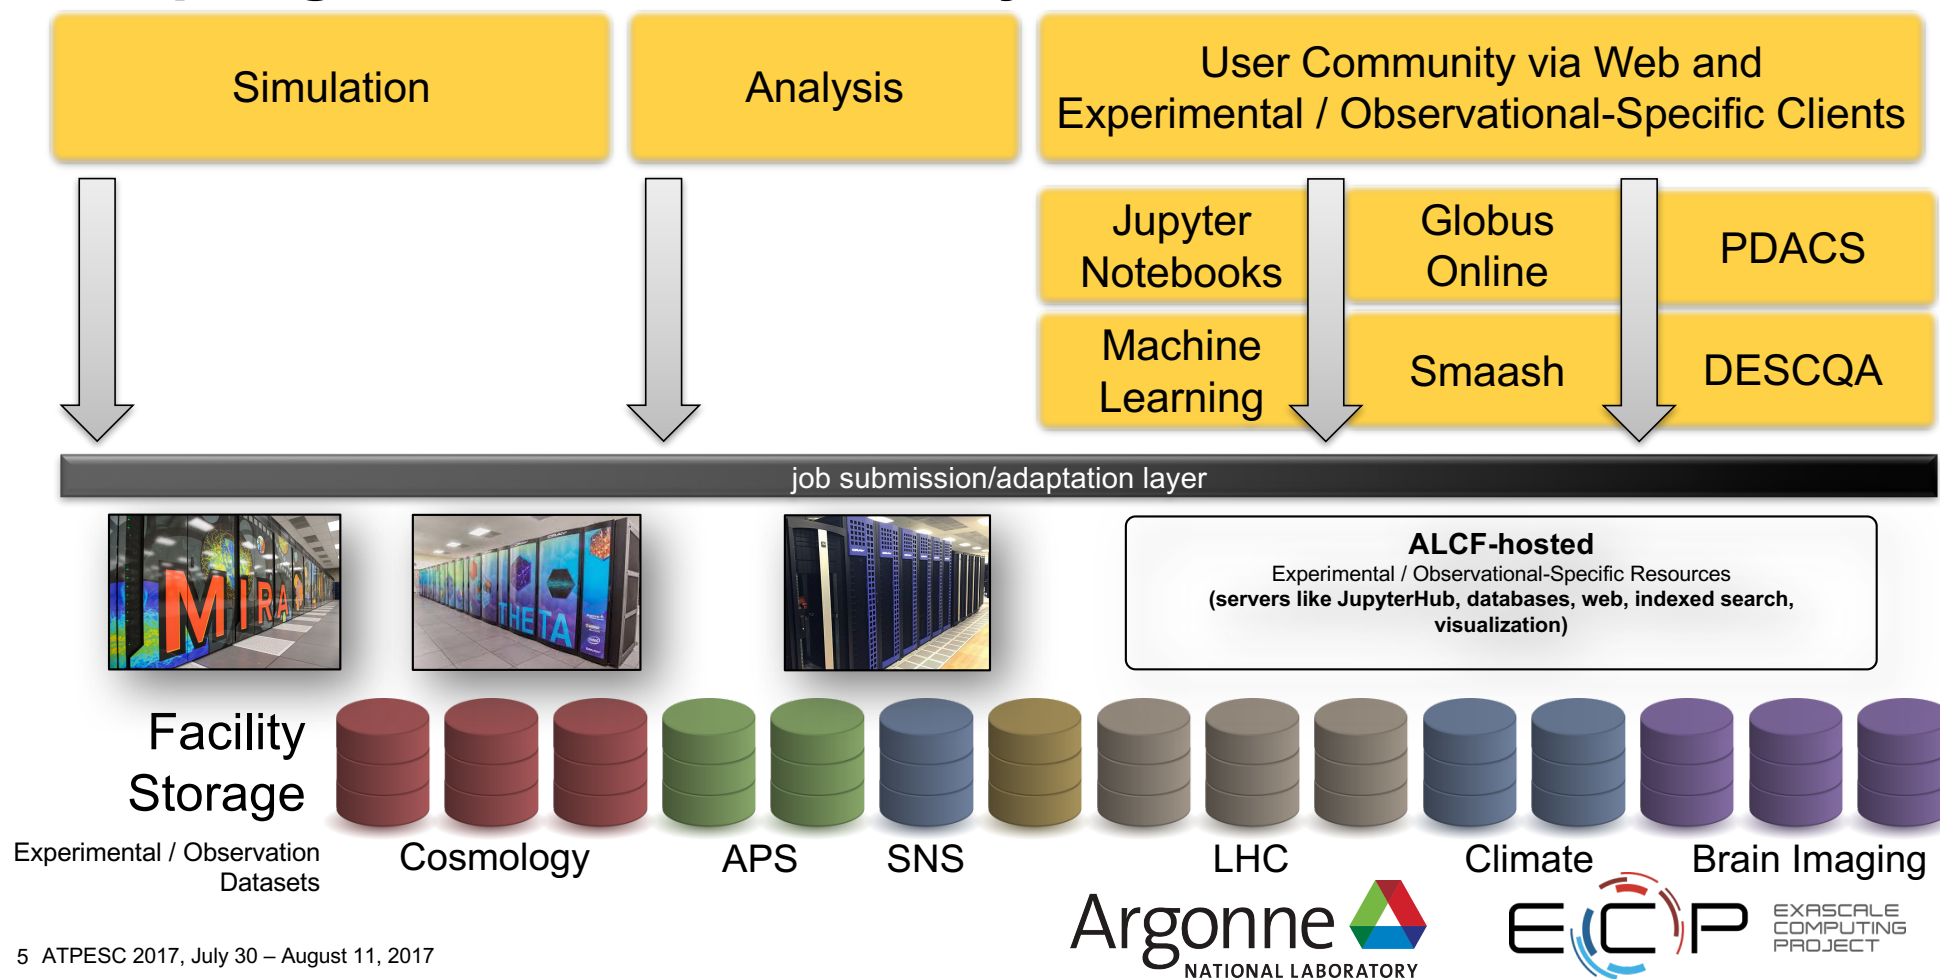 Simulation
Analysis
User Community via Web and
Experimental / Observational-Specific Clients
Jupyter
Notebooks
Globus
Online
PDACS
Machine
Learning
Smaash
DESCQA
job submission/adaptation layer
MIRA
THETA
ALCF-hosted
Experimental / Observational-Specific Resources
(servers like JupyterHub, databases, web, indexed search,
visualization)
Facility
Storage
Experimental / Observation
Datasets
Cosmology
APS
SNS
LHC
Climate
Brain Imaging
Argonne
NATIONAL LABORATORY
ECP
EXASCALE
COMPUTING
PROJECT
5 ATPESC 2017, July 30 – August 11, 2017